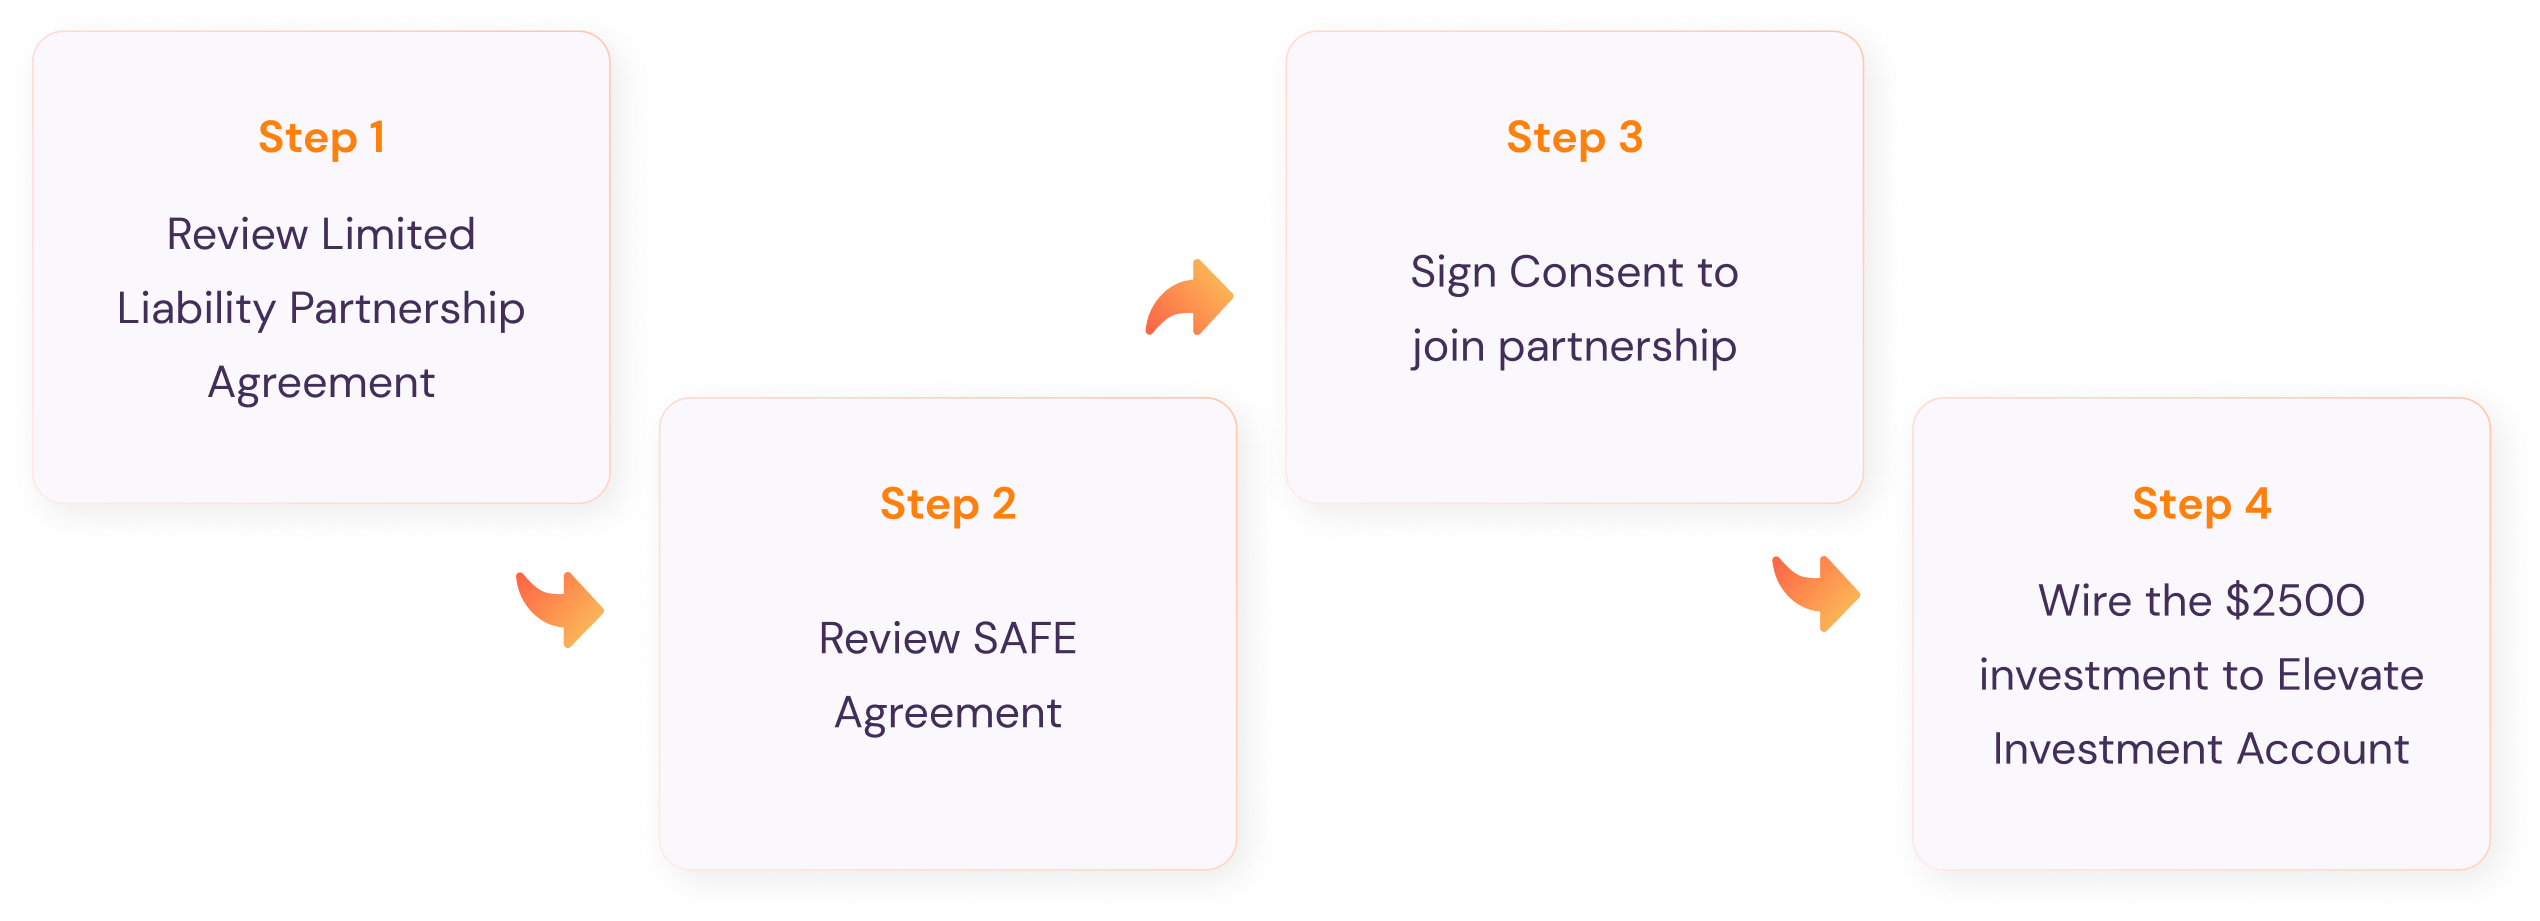 Step 1
Review Limited
Liability Partnership
Agreement
Step 2
Review SAFE
Agreement
Step 3
Sign Consent to
join partnership
Step 4
Wire the $2500
investment to Elevate
Investment Account